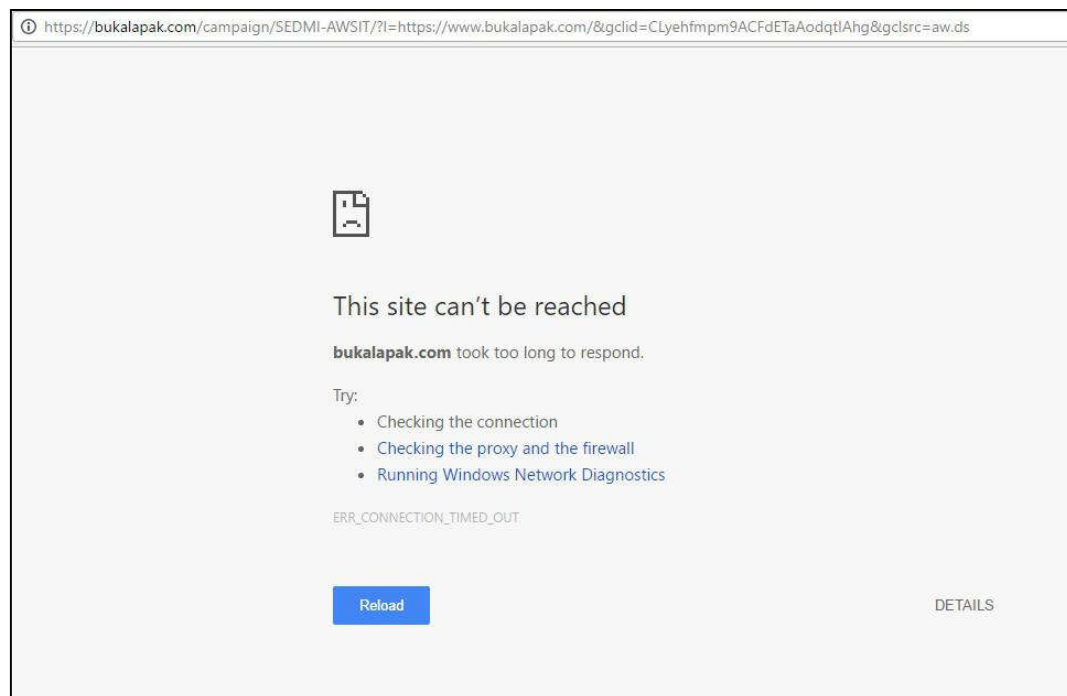 https://bukalapak.com/campaign/SEDMI-AWSIT/?l=https://www.bukalapak.com/&gclid=CLyehfmpm9ACFdETaAodqtIAhg&gclsrc=aw.ds
This site can't be reached
bukalapak.com took too long to respond.
Try:
• Checking the connection
• Checking the proxy and the firewall
• Running Windows Network Diagnostics
ERR_CONNECTION_TIMED_OUT
Reload
DETAILS